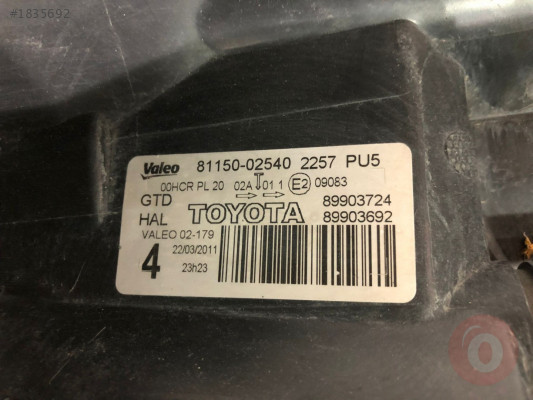 #1835692
Valeo 81150-02540 2257 PU5
00HCR PL 20 02A 01 1 E2 09083
GTD 89903724
HAL TOYOTA 89903692
VALEO 02-179
22/03/2011
4 23h23